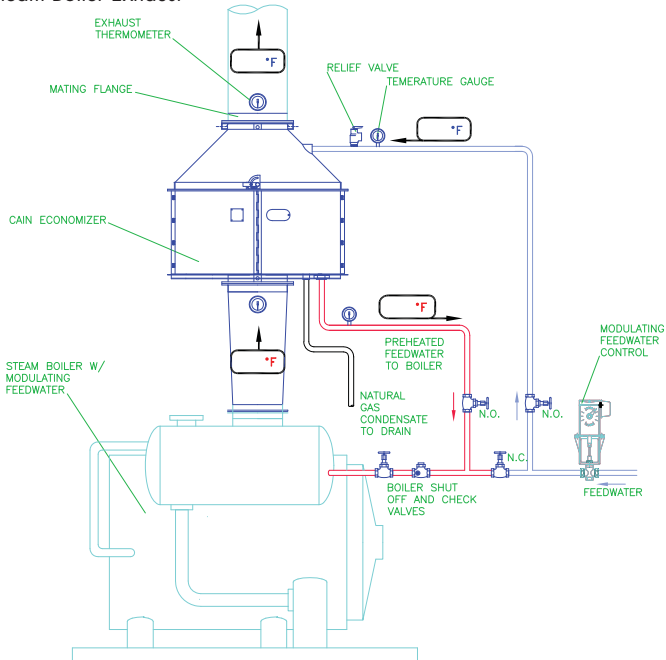 EXHAUST
THERMOMETER
°F
RELIEF VALVE
TEMERATURE GAUGE
MATING FLANGE
°F
CAIN ECONOMIZER
°F
MODULATING
FEEDWATER
CONTROL
PREHEATED
FEEDWATER
TO BOILER
°F
STEAM BOILER W/
MODULATING
FEEDWATER
NATURAL
GAS
CONDENSATE
TO DRAIN
N.O.
N.O.
N.C.
BOILER SHUT
OFF AND CHECK
VALVES
FEEDWATER